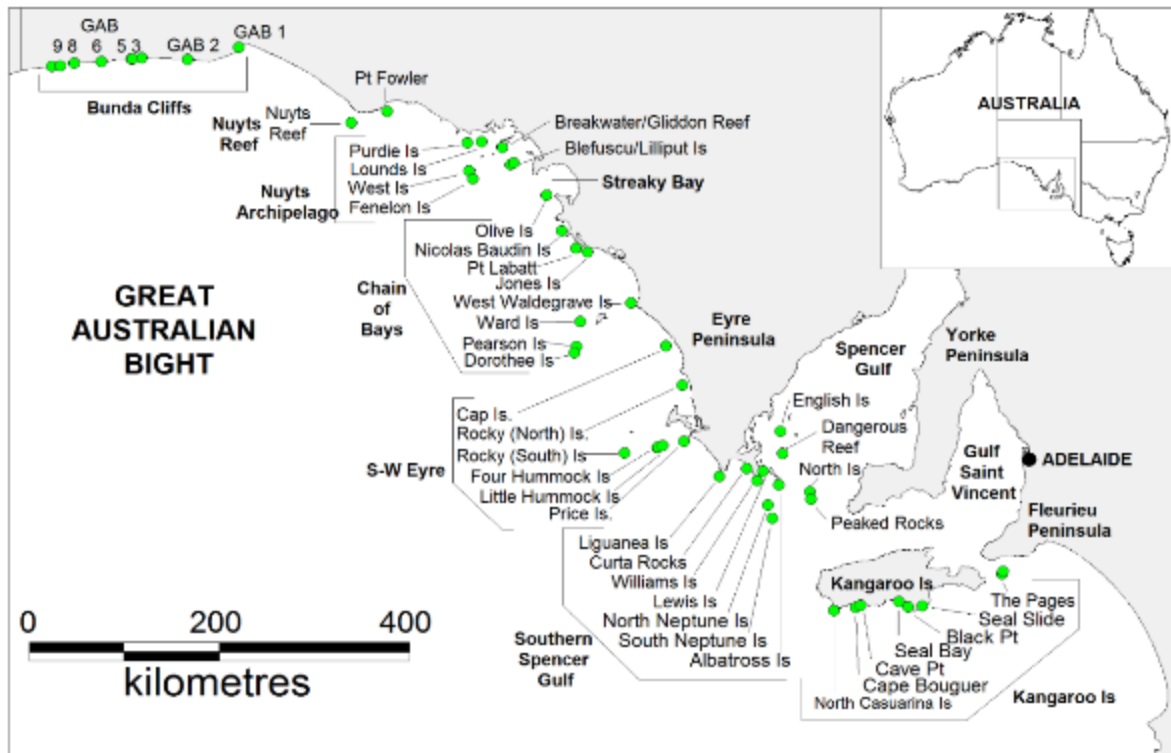 GAB
GAB 1
9 8 6 5 3
GAB 2
Bunda Cliffs
Pt Fowler
Nuyts
Reef
Nuyts
Reef
Breakwater/Gliddon Reef
Purdie Is
Blefuscu/Lilliput Is
Lounds Is
West Is
Fenelon Is
Nuyts
Archipelago
Streaky Bay
AUSTRALIA
Olive Is
Nicolas Baudin Is
Pt Labatt
Jones Is
West Waldegrave Is
Ward Is
Pearson Is
Dorothee Is
Chain
of
Bays
GREAT
AUSTRALIAN
BIGHT
Eyre
Peninsula
Spencer
Gulf
Yorke
Peninsula
English Is
Dangerous
Reef
North Is
Peaked Rocks
Gulf
Saint
Vincent
ADELAIDE
Fleurieu
Peninsula
Cap Is.
Rocky (North) Is.
Rocky (South) Is
Four Hummock Is
Little Hummock Is
Price Is.
S-W Eyre
Liguanea Is
Curta Rocks
Williams Is
Lewis Is
North Neptune Is
South Neptune Is
Albatross Is
Southern
Spencer
Gulf
Kangaroo Is
The Pages
Seal Slide
Black Pt
Seal Bay
Cave Pt
Cape Bouguer
North Casuarina Is
Kangaroo Is
0 200 400
kilometres